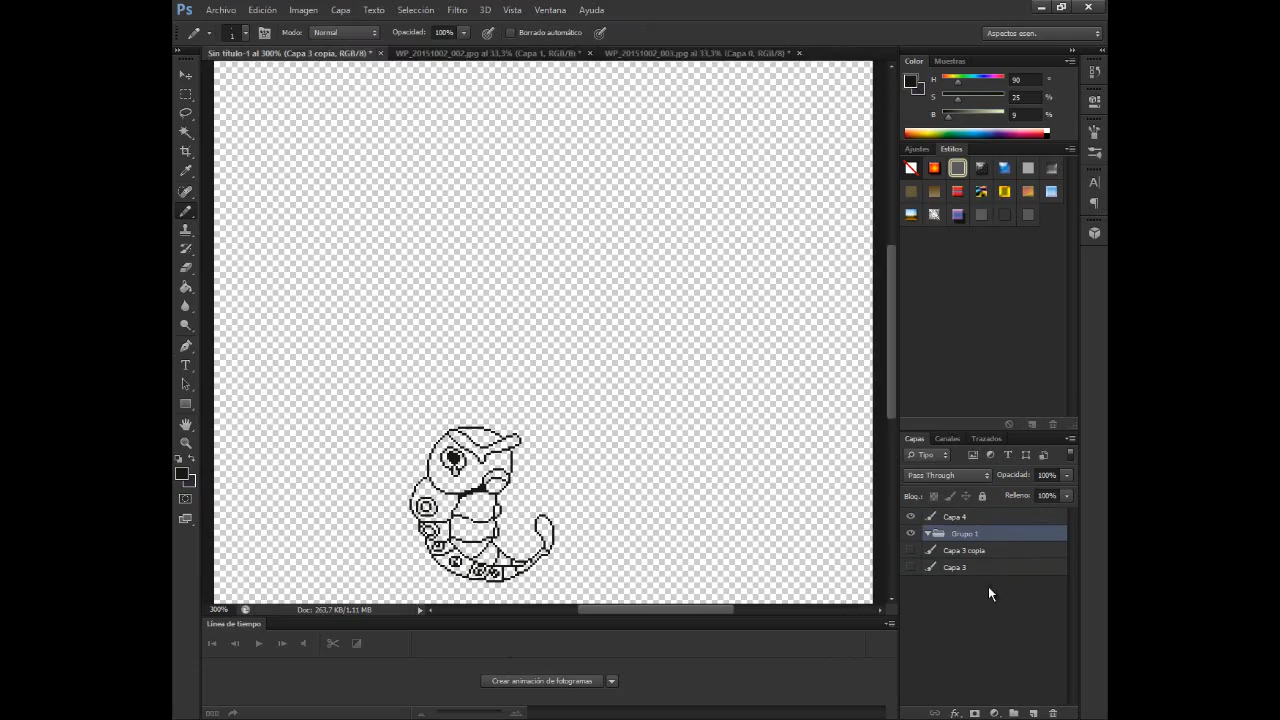 Ps Archivo Edición Imagen Capa Texto Selección Filtro 3D Vista Ventana Ayuda
1 Modo: Normal Opacidad: 100% Borrado automático Aspectos esen.
Sin título-1 al 300% (Capa 3 copia, RGB/8) * × WP_20151002_002.jpg al 33,3% (Capa 1, RGB/8) * × WP_20151002_003.jpg al 33,3% (Capa 0, RGB/8) * ×
Color Muestras
H 90 °
S 25 %
B 9 %
Ajustes Estilos
Capas Canales Trazados
Tipo
Pass Through Opacidad: 100%
Bloq.: Relleno: 100%
Capa 4
Grupo 1
Capa 3 copia
Capa 3
300% Doc: 263,7 KB/1,11 MB
Línea de tiempo
Crear animación de fotogramas